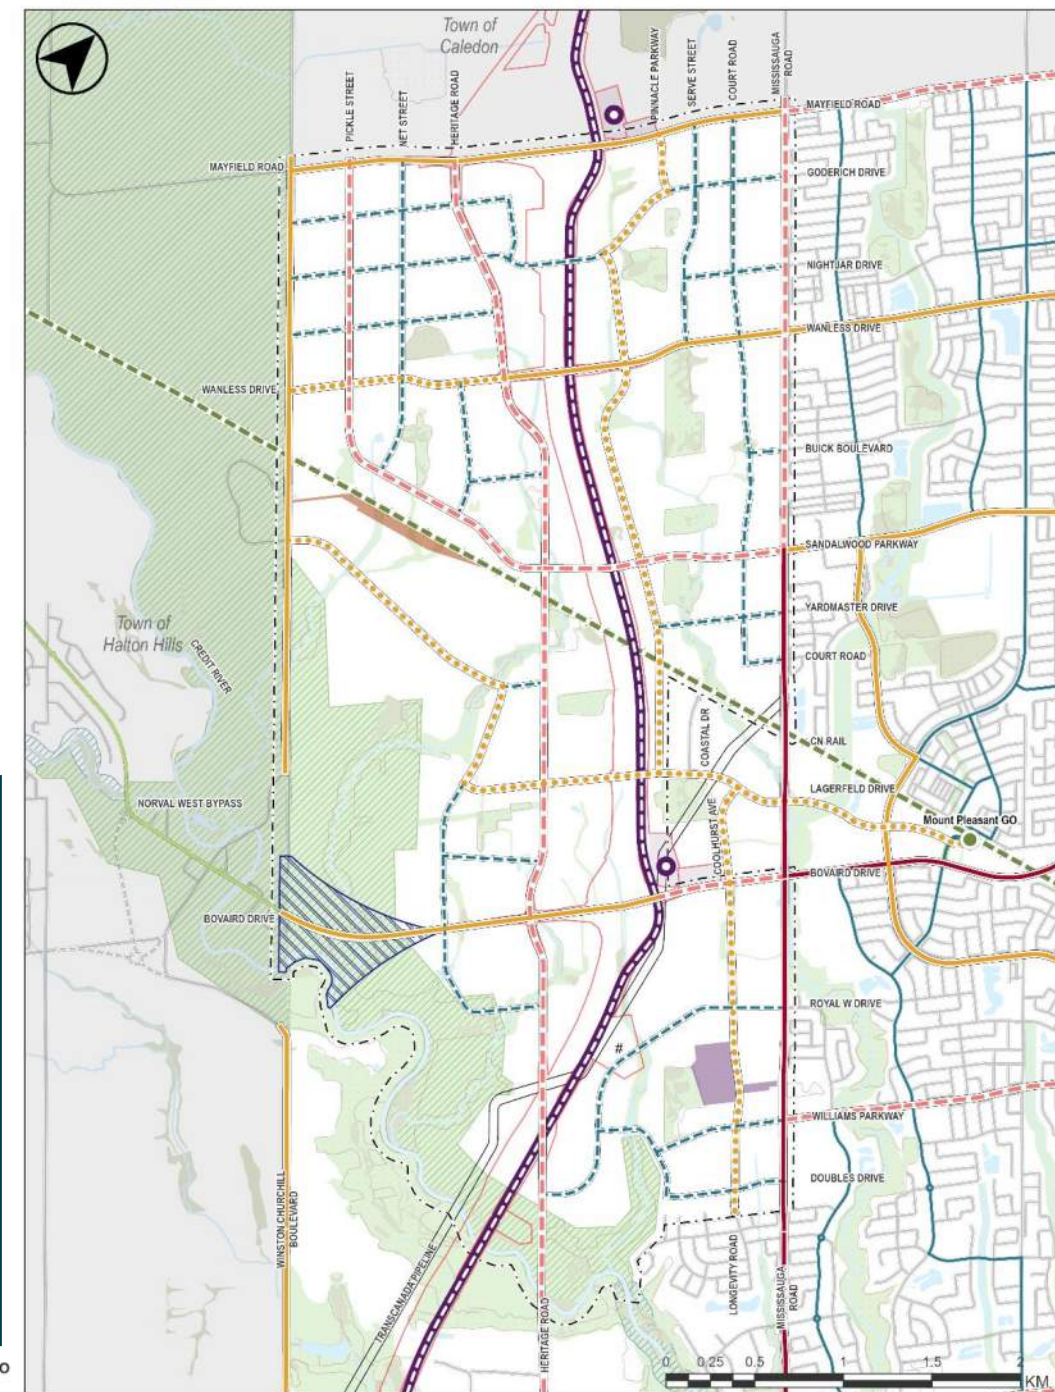 Town of
Caledon
PICKLE STREET
NET STREET
HERITAGE ROAD
PINNACLE PARKWAY
SERVE STREET
COURT ROAD
MISSISSAUGA
ROAD
MAYFIELD ROAD
MAYFIELD ROAD
GODERICH DRIVE
NIGHTJAR DRIVE
WANLESS DRIVE
WANLESS DRIVE
BUICK BOULEVARD
SANDALWOOD PARKWAY
YARDMASTER DRIVE
Town of
Halton Hills
CREDIT RIVER
COURT ROAD
COASTAL DR
CN RAIL
LAGERFELD DRIVE
NORVAL WEST BYPASS
COOLHURST AVE
Mount Pleasant GO
BOVAIRD DRIVE
BOVAIRD DRIVE
ROYAL W DRIVE
#
WILLIAMS PARKWAY
DOUBLES DRIVE
WINSTON CHURCHILL
BOULEVARD
TRANSCANADA PIPELINE
HERITAGE ROAD
LONGEVITY ROAD
MISSISSAUGA
ROAD
0 0.25 0.5 1 1.5 2
KM